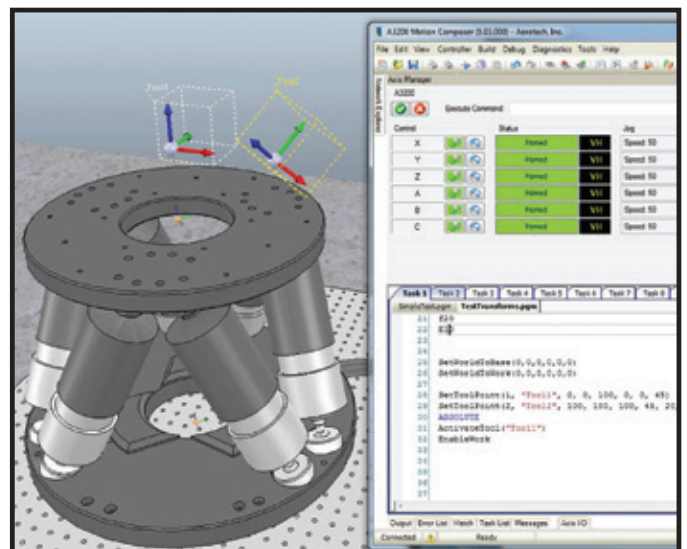 Tool1
Tool2
A3200 Motion Composer (5.03.000) - Aerotech, Inc.
File Edit View Controller Build Debug Diagnostics Tools Help
Axis Manager
A3200
Execute Command
Control Status Jog
X Homed Speed: 50
Y Homed Speed: 50
Z Homed Speed: 50
A Homed Speed: 50
B Homed Speed: 50
C Homed Speed: 50
Task 1 Task 2 Task 3 Task 4 Task 5 Task 6 Task 7 Task 8
SimpleTask.pgm TestTransforms.pgm
21
22
25 SetWorldToBase(0,0,0,0,0,0)
26 SetWorldToWork(0,0,0,0,0,0)
27
28 SetToolPoint(1, "Tool1", 0, 0, 100, 0, 0, 45)
29 SetToolPoint(2, "Tool2", 100, 100, 100, 45, 20,
30 ABSOLUTE
31 ActivateTool("Tool1")
32 EnableWork
33
34
35
36
37
Output Error List Watch Task List Messages Axis I/O
Connected Ready